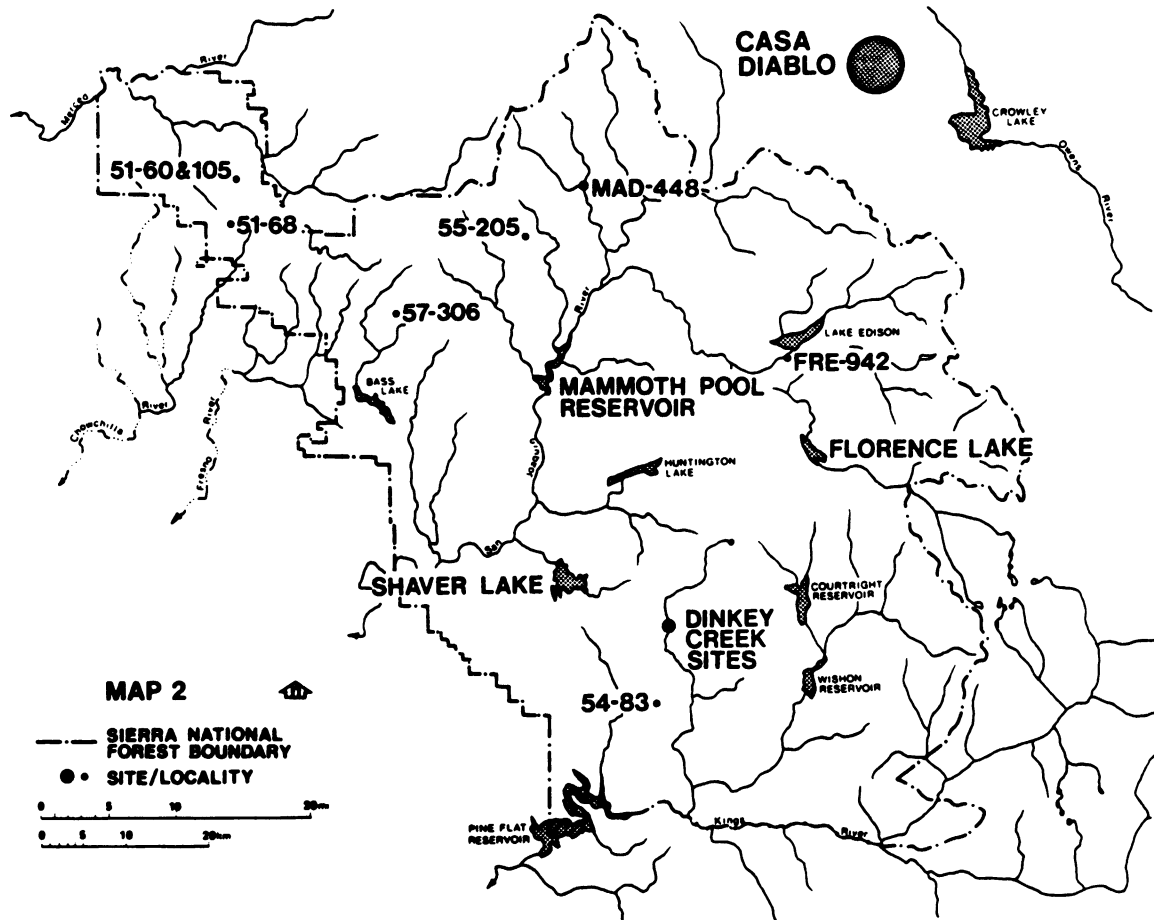 CASA
DIABLO
River
Merced
CROWLEY
LAKE
Owens
River
51-60 & 105
MAD-448
51-68
55-205
River
57-306
LAKE EDISON
FRE-942
BASS
LAKE
MAMMOTH POOL
RESERVOIR
River
Chowchilla
River
Fresno
FLORENCE LAKE
HUNTINGTON
LAKE
Joaquin
San
SHAVER LAKE
COURTRIGHT
RESERVOIR
DINKEY
CREEK
SITES
WISHON
RESERVOIR
54-83
MAP 2
N
SIERRA NATIONAL
FOREST BOUNDARY
SITE/LOCALITY
0 5 10 20mi
0 5 10 20km
PINE FLAT
RESERVOIR
Kings
River